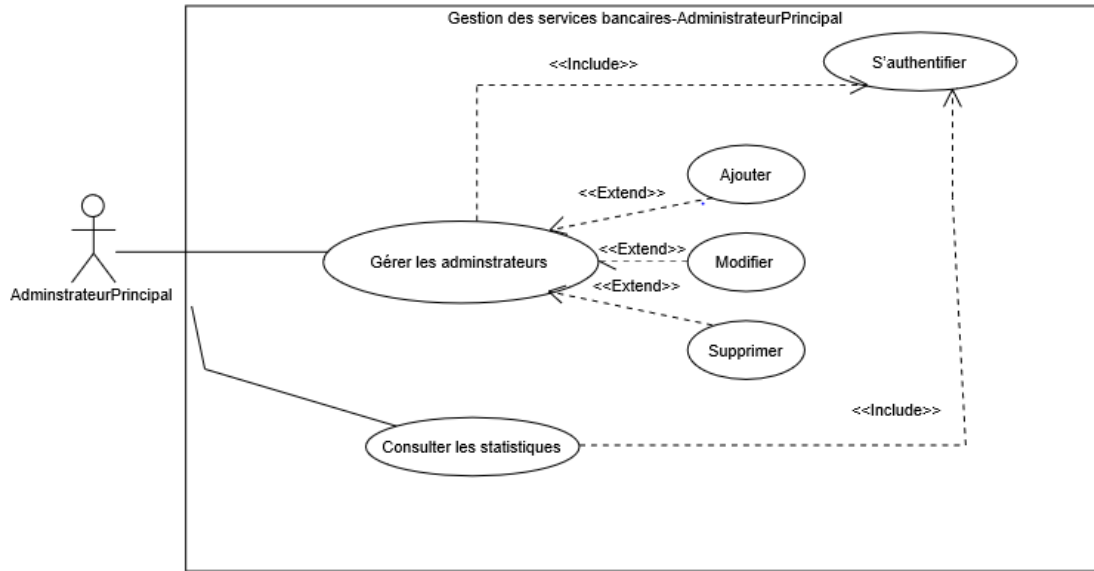 Gestion des services bancaires-AdministrateurPrincipal
<<Include>>
S'authentifier
Ajouter
<<Extend>>
Gérer les adminstrateurs
<<Extend>>
Modifier
<<Extend>>
AdminstrateurPrincipal
Supprimer
<<Include>>
Consulter les statistiques